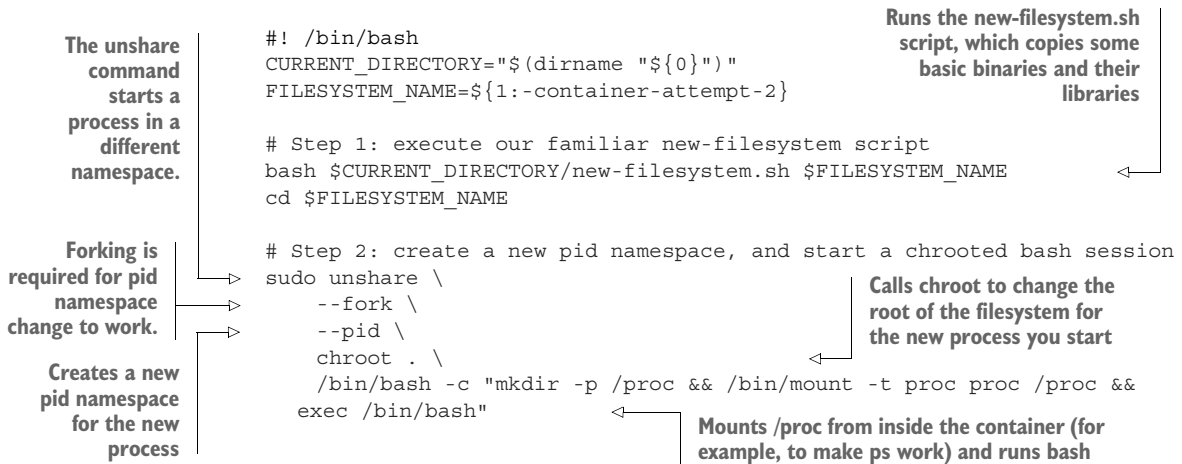 Runs the new-filesystem.sh
script, which copies some
basic binaries and their
libraries
The unshare
command
starts a
process in a
different
namespace.
#! /bin/bash
CURRENT_DIRECTORY="$(dirname "${0}")"
FILESYSTEM_NAME=${1:-container-attempt-2}
# Step 1: execute our familiar new-filesystem script
bash $CURRENT_DIRECTORY/new-filesystem.sh $FILESYSTEM_NAME
cd $FILESYSTEM_NAME
Forking is
required for pid
namespace
change to work.
Creates a new
pid namespace
for the new
process
# Step 2: create a new pid namespace, and start a chrooted bash session
sudo unshare \
--fork \
--pid \
chroot . \
/bin/bash -c "mkdir -p /proc && /bin/mount -t proc proc /proc &&
exec /bin/bash"
Calls chroot to change the
root of the filesystem for
the new process you start
Mounts /proc from inside the container (for
example, to make ps work) and runs bash